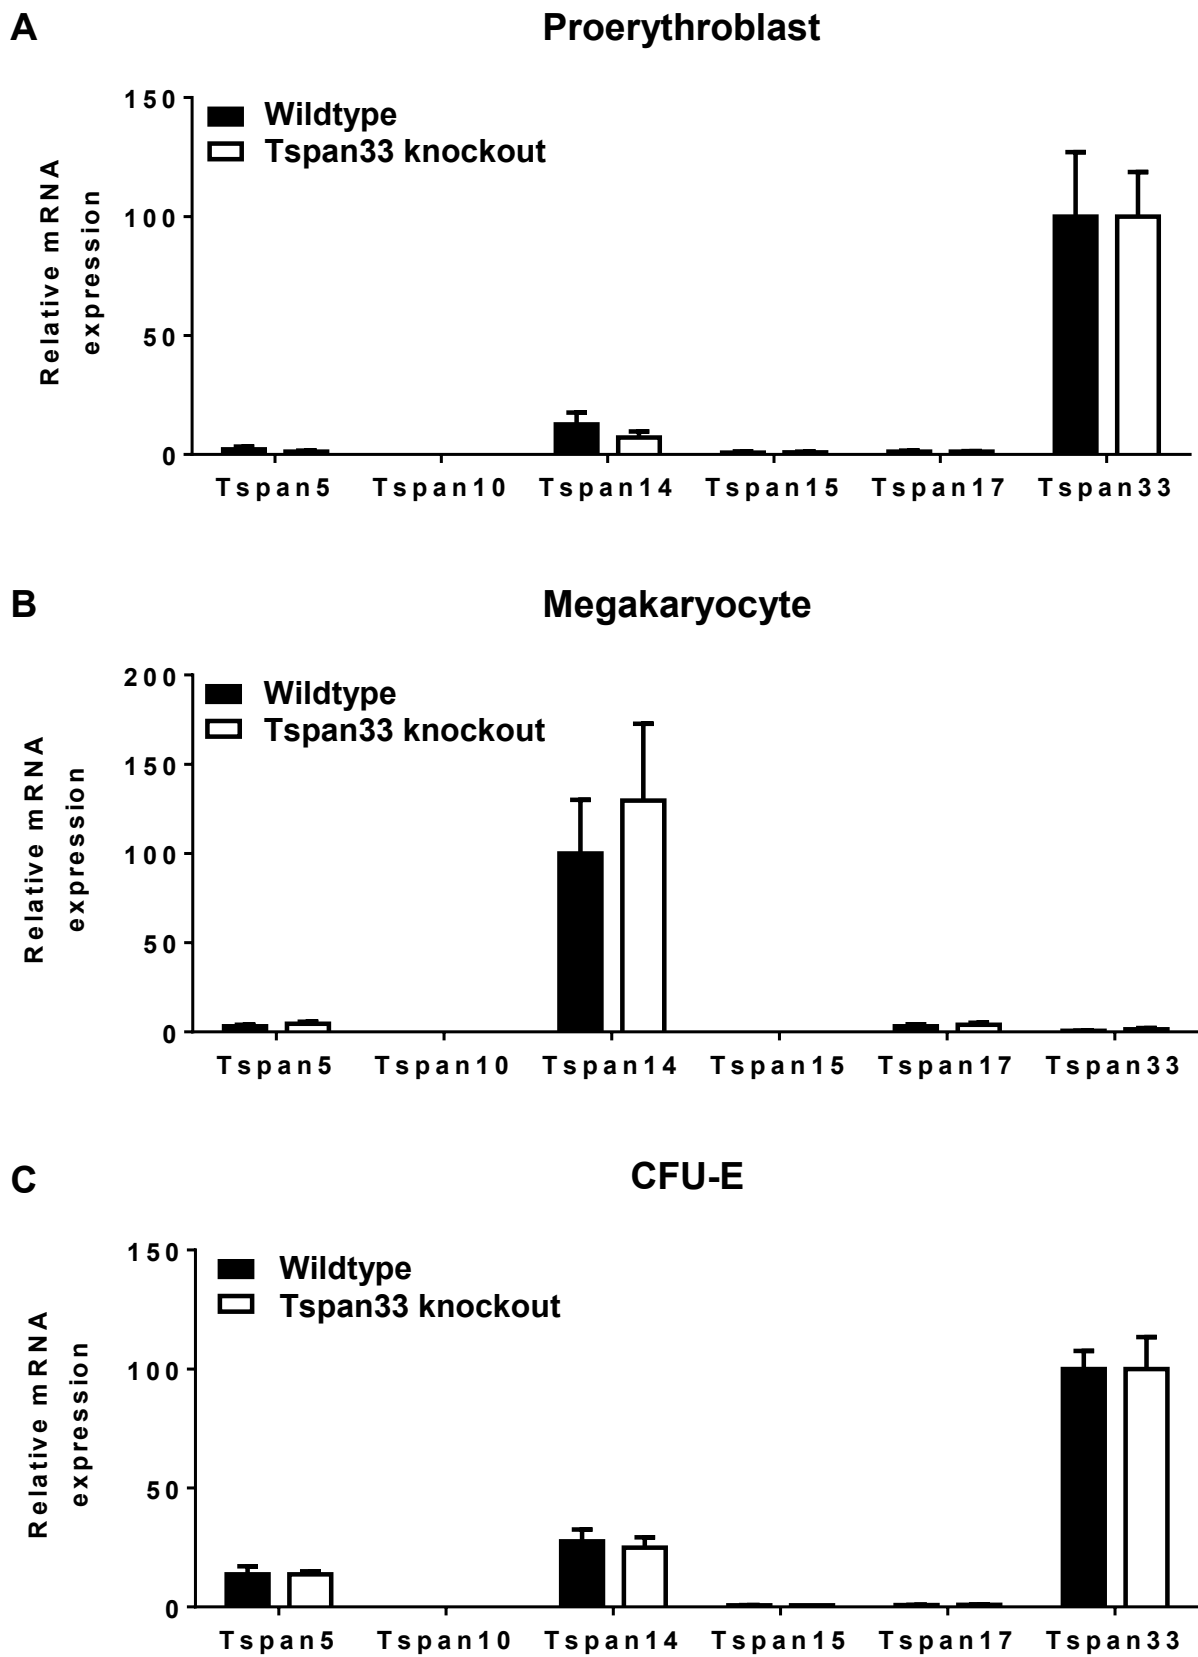 A
Proerythroblast
Wildtype
Tspan33 knockout
Relative mRNA
expression
150
100
50
0
Tspan5 Tspan10 Tspan14 Tspan15 Tspan17 Tspan33
B
Megakaryocyte
Wildtype
Tspan33 knockout
Relative mRNA
expression
200
150
100
50
0
Tspan5 Tspan10 Tspan14 Tspan15 Tspan17 Tspan33
C
CFU-E
Wildtype
Tspan33 knockout
Relative mRNA
expression
150
100
50
0
Tspan5 Tspan10 Tspan14 Tspan15 Tspan17 Tspan33